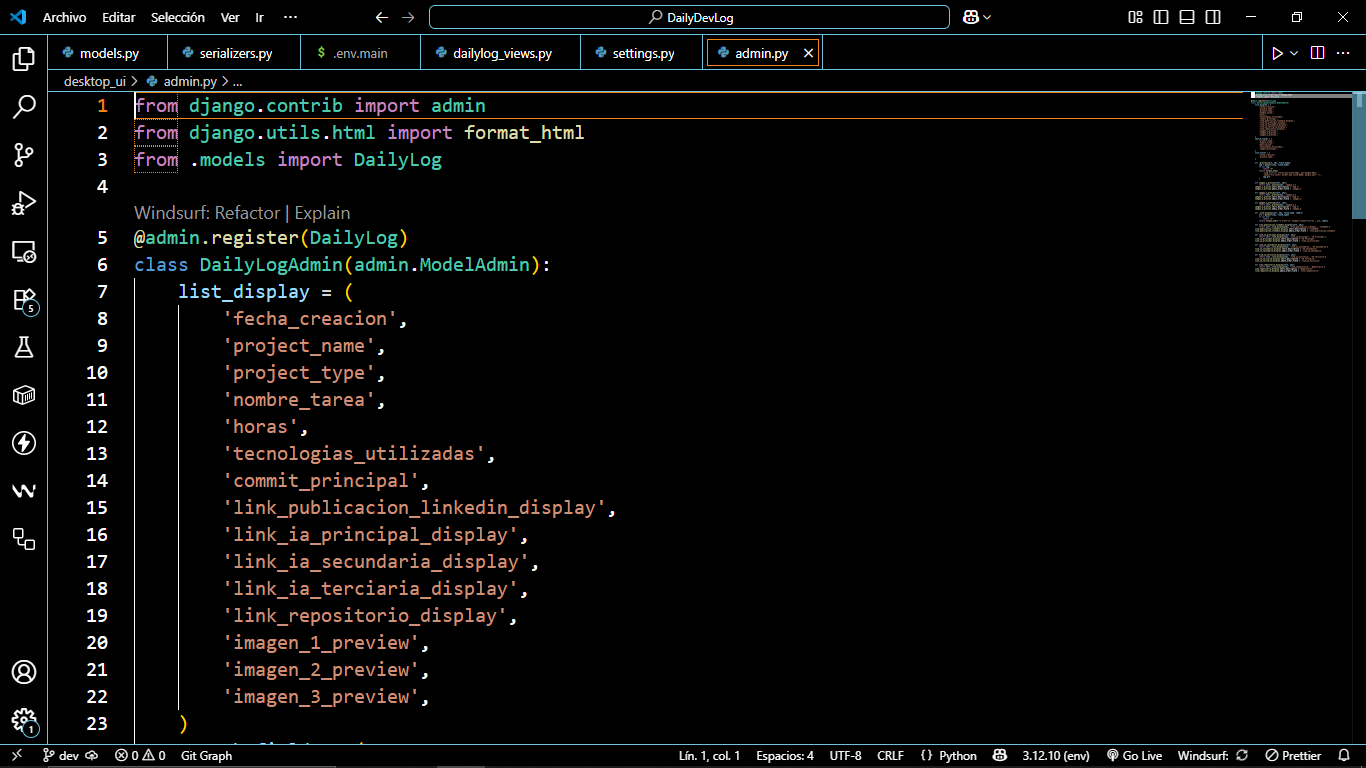 Archivo Editar Selección Ver Ir ··· DailyDevLog
models.py serializers.py $ .env.main dailylog_views.py settings.py admin.py
desktop_ui > admin.py > ...
1 from django.contrib import admin
2 from django.utils.html import format_html
3 from .models import DailyLog
4
Windsurf: Refactor | Explain
5 @admin.register(DailyLog)
6 class DailyLogAdmin(admin.ModelAdmin):
7 list_display = (
8 'fecha_creacion',
9 'project_name',
10 'project_type',
11 'nombre_tarea',
12 'horas',
13 'tecnologias_utilizadas',
14 'commit_principal',
15 'link_publicacion_linkedin_display',
16 'link_ia_principal_display',
17 'link_ia_secundaria_display',
18 'link_ia_terciaria_display',
19 'link_repositorio_display',
20 'imagen_1_preview',
21 'imagen_2_preview',
22 'imagen_3_preview',
23 )
5
1
dev 0 0 Git Graph Lín. 1, col. 1 Espacios: 4 UTF-8 CRLF {} Python 3.12.10 (env) Go Live Windsurf: Prettier